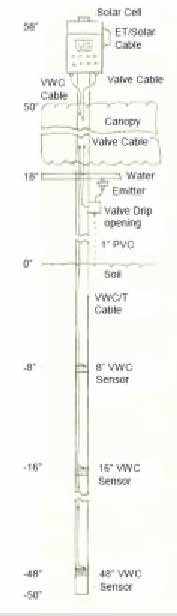 Solar Cell
56"
ET/Solar
Cable
VWC
Cable
Valve Cable
50"
Canopy
Valve Cable
18"
Water
Emitter
Valve Drip
opening
1" PVC
0"
Soil
VWC/T
Cable
-8"
8" VWC
Sensor
-16"
16" VWC
Sensor
-48"
48" VWC
Sensor
-50"